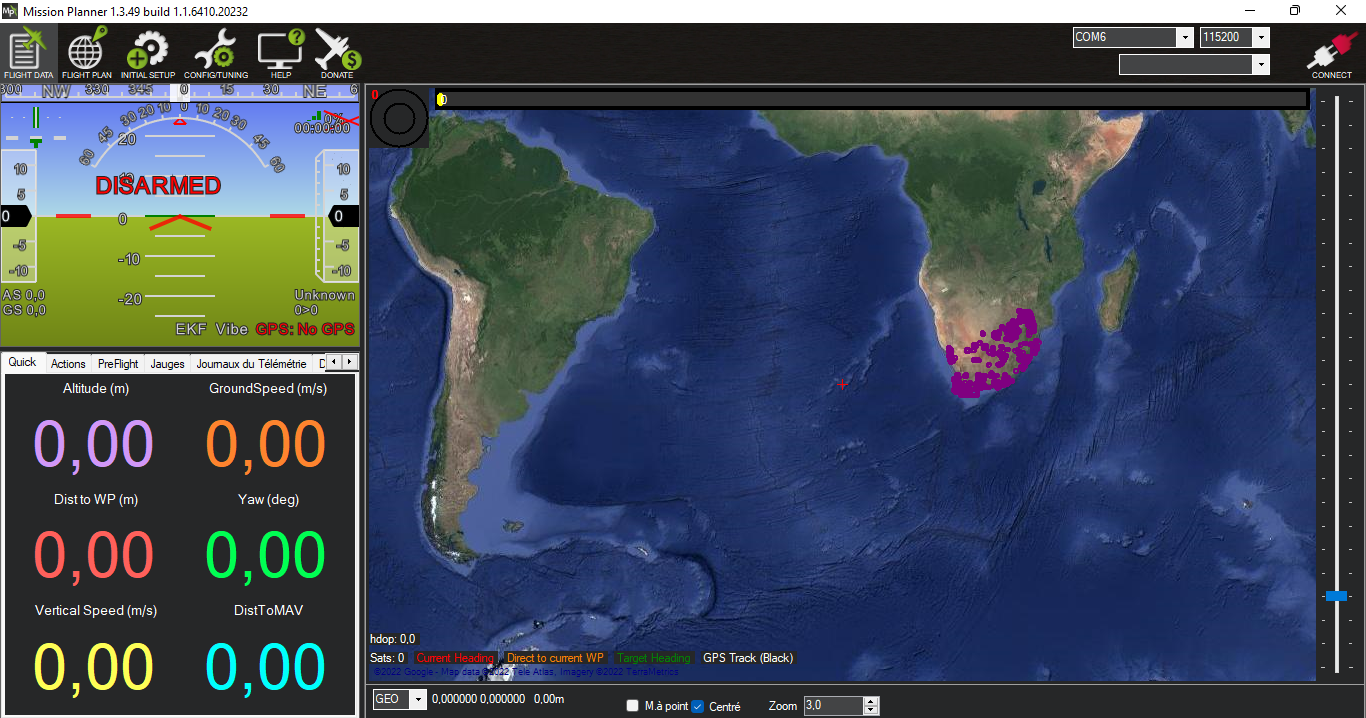 Mission Planner 1.3.49 build 1.1.6410.20232
FLIGHT DATA FLIGHT PLAN INITIAL SETUP CONFIG/TUNING HELP DONATE
COM6 115200
CONNECT
300 NW 330 345 0 15 30 NE 6
60 45 30 20 10 0 10 20 30 45 60
0%
00:00:00
20
10
DISARMED
10
5
0
-5
-10
0
-10
-20
10
5
0
-5
-10
AS 0,0
GS 0,0
Unknown
0>0
EKF Vibe GPS: No GPS
Quick Actions PreFlight Jauges Journaux du Télémétrie D
Altitude (m) GroundSpeed (m/s)
0,00 0,00
Dist to WP (m) Yaw (deg)
0,00 0,00
Vertical Speed (m/s) DistToMAV
0,00 0,00
0
hdop: 0,0
Sats: 0 Current Heading Direct to current WP Target Heading GPS Track (Black)
©2022 Google - Map data ©2022 Tele Atlas, Imagery ©2022 TerraMetrics
GEO 0,000000 0,000000 0,00m
M.à point Centré Zoom 3,0